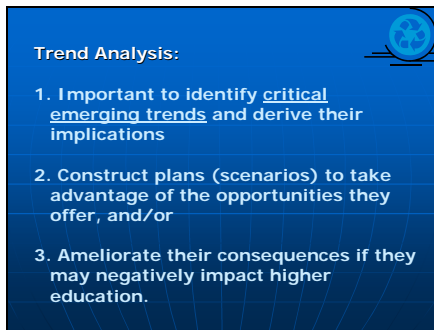 Trend Analysis:
1. Important to identify critical
emerging trends and derive their
implications
2. Construct plans (scenarios) to take
advantage of the opportunities they
offer, and/or
3. Ameliorate their consequences if they
may negatively impact higher
education.